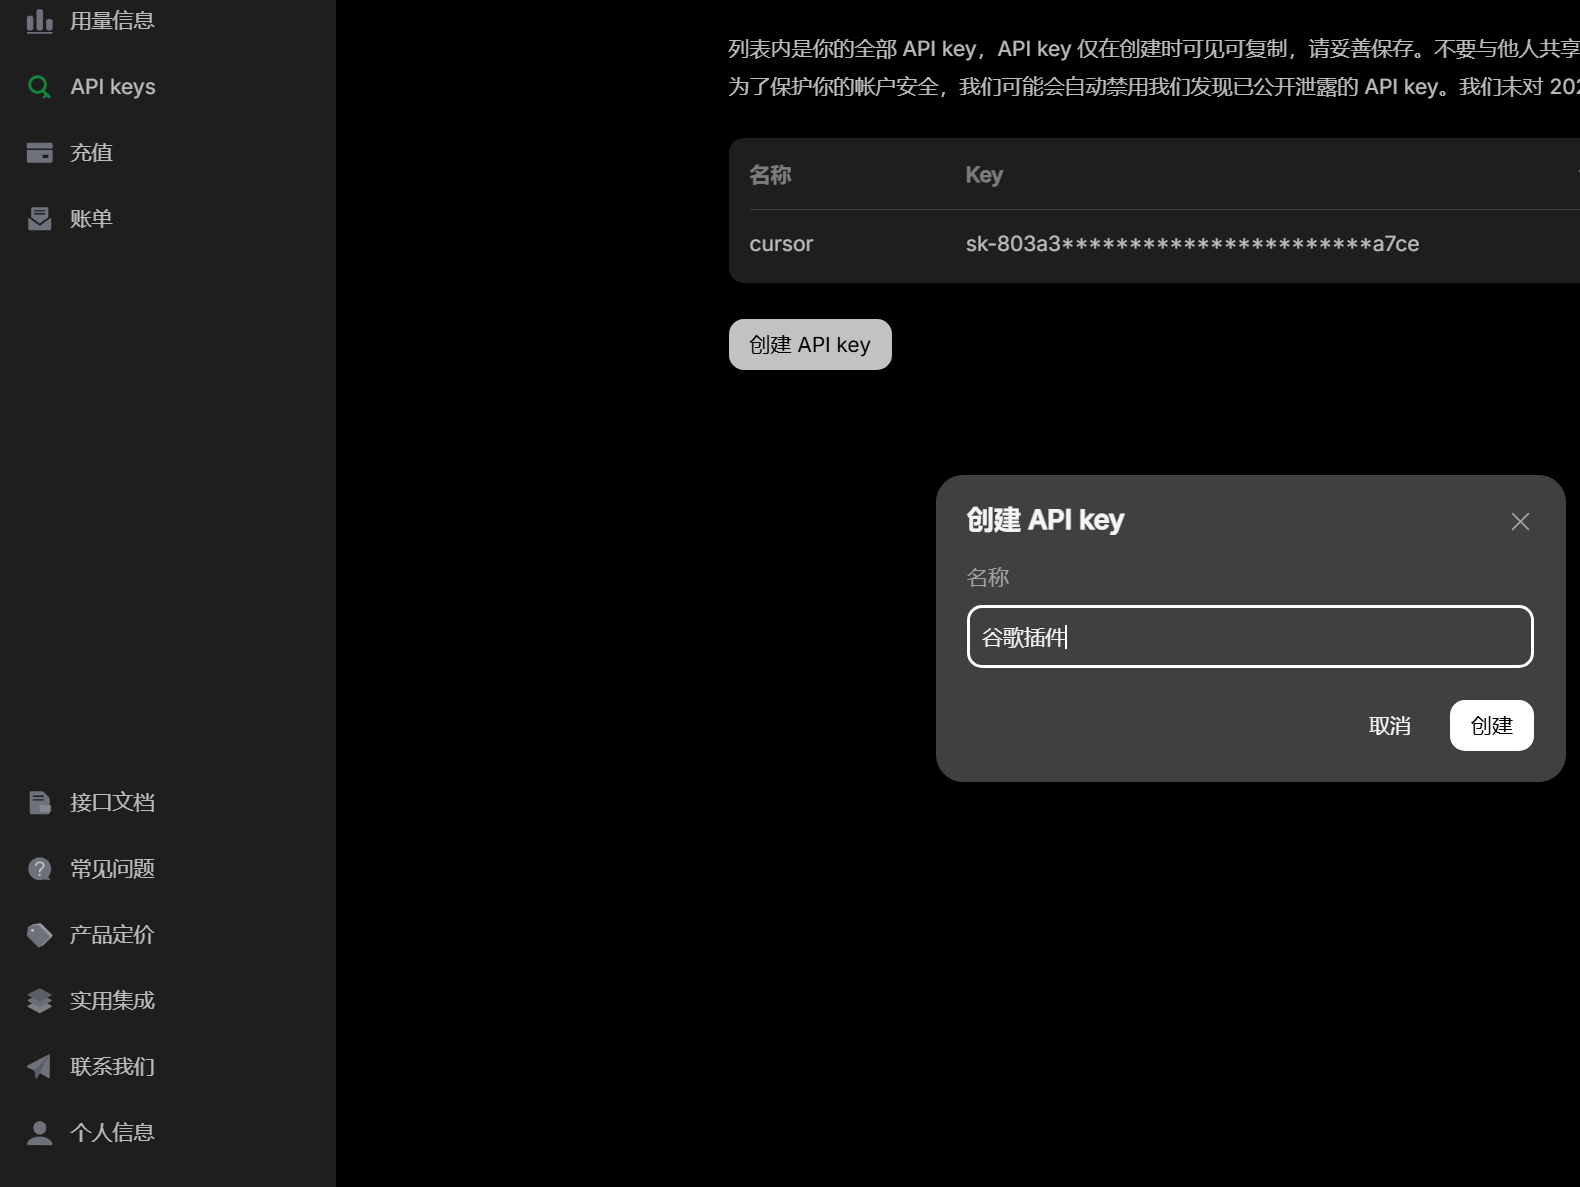 用量信息
API keys
充值
账单
接口文档
常见问题
产品定价
实用集成
联系我们
个人信息
列表内是你的全部 API key，API key 仅在创建时可见可复制，请妥善保存。不要与他人共享
为了保护你的帐户安全，我们可能会自动禁用我们发现已公开泄露的 API key。我们未对 202
名称 Key
cursor sk-803a3***********************a7ce
创建 API key
创建 API key
名称
谷歌插件
取消 创建